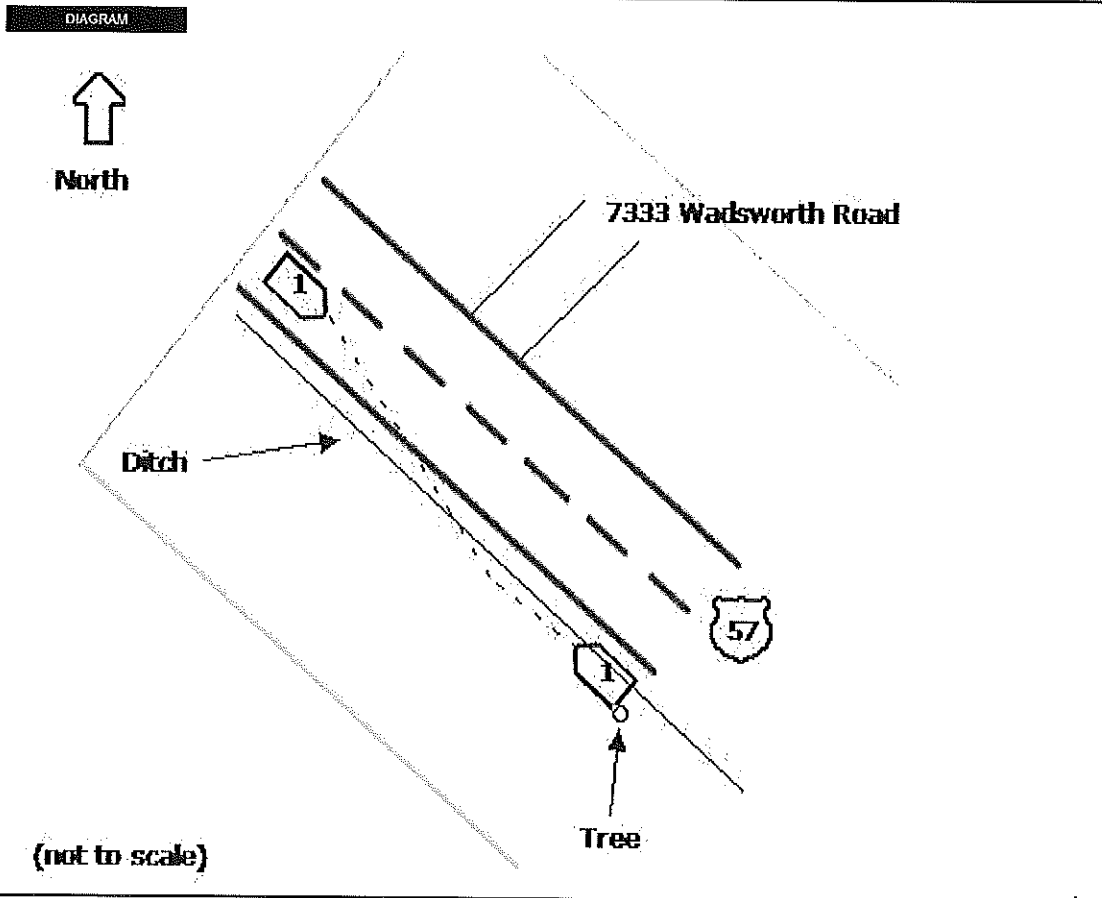 DIAGRAM
North
7333 Wadsworth Road
1
Ditch
57
1
Tree
(not to scale)